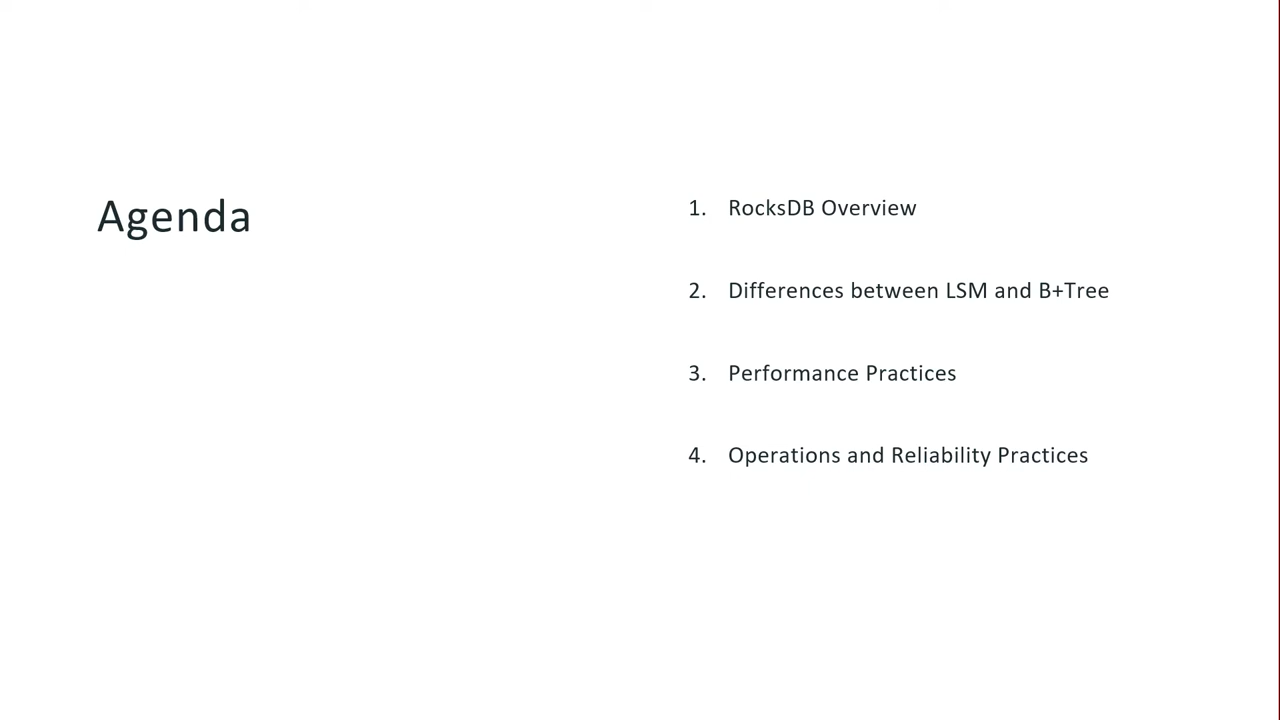 Agenda
1. RocksDB Overview
2. Differences between LSM and B+Tree
3. Performance Practices
4. Operations and Reliability Practices